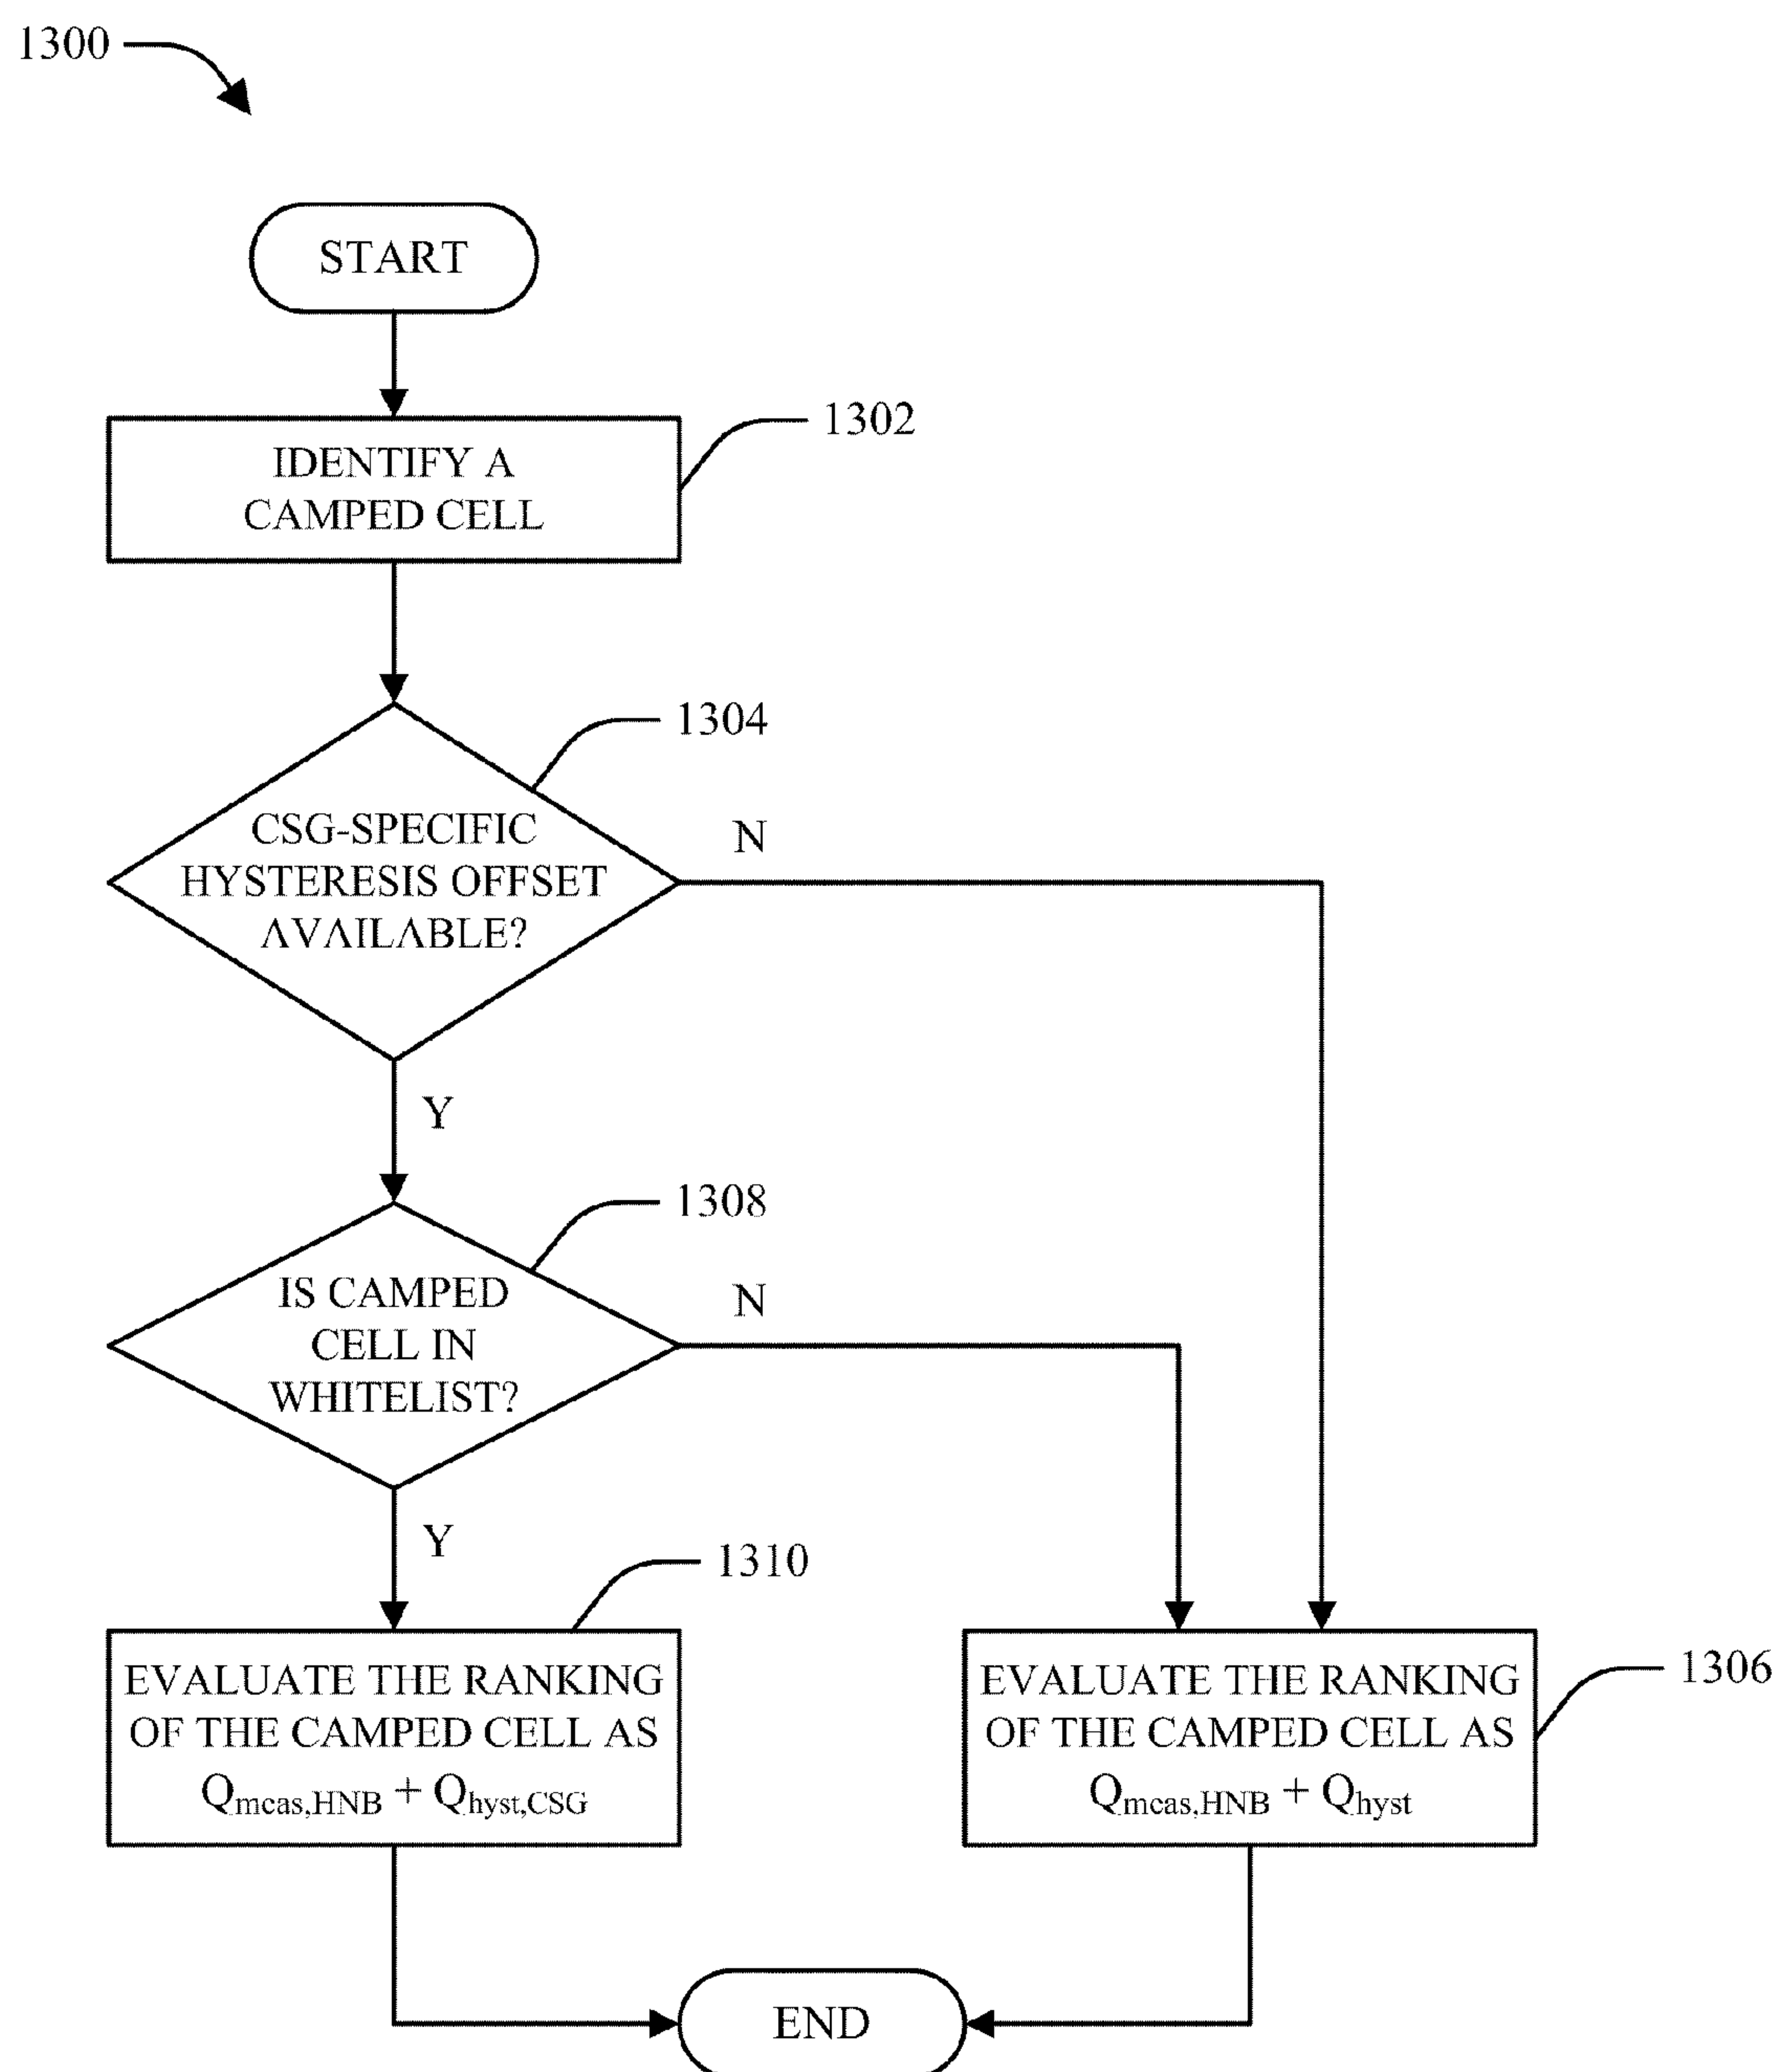 1300
START
1302
IDENTIFY A
CAMPED CELL
1304
CSG-SPECIFIC
HYSTERESIS OFFSET
AVAILABLE?
N
Y
1308
IS CAMPED
CELL IN
WHITELIST?
N
Y
1310
EVALUATE THE RANKING
OF THE CAMPED CELL AS
Qmeas,HNB + Qhyst,CSG
1306
EVALUATE THE RANKING
OF THE CAMPED CELL AS
Qmeas,HNB + Qhyst
END